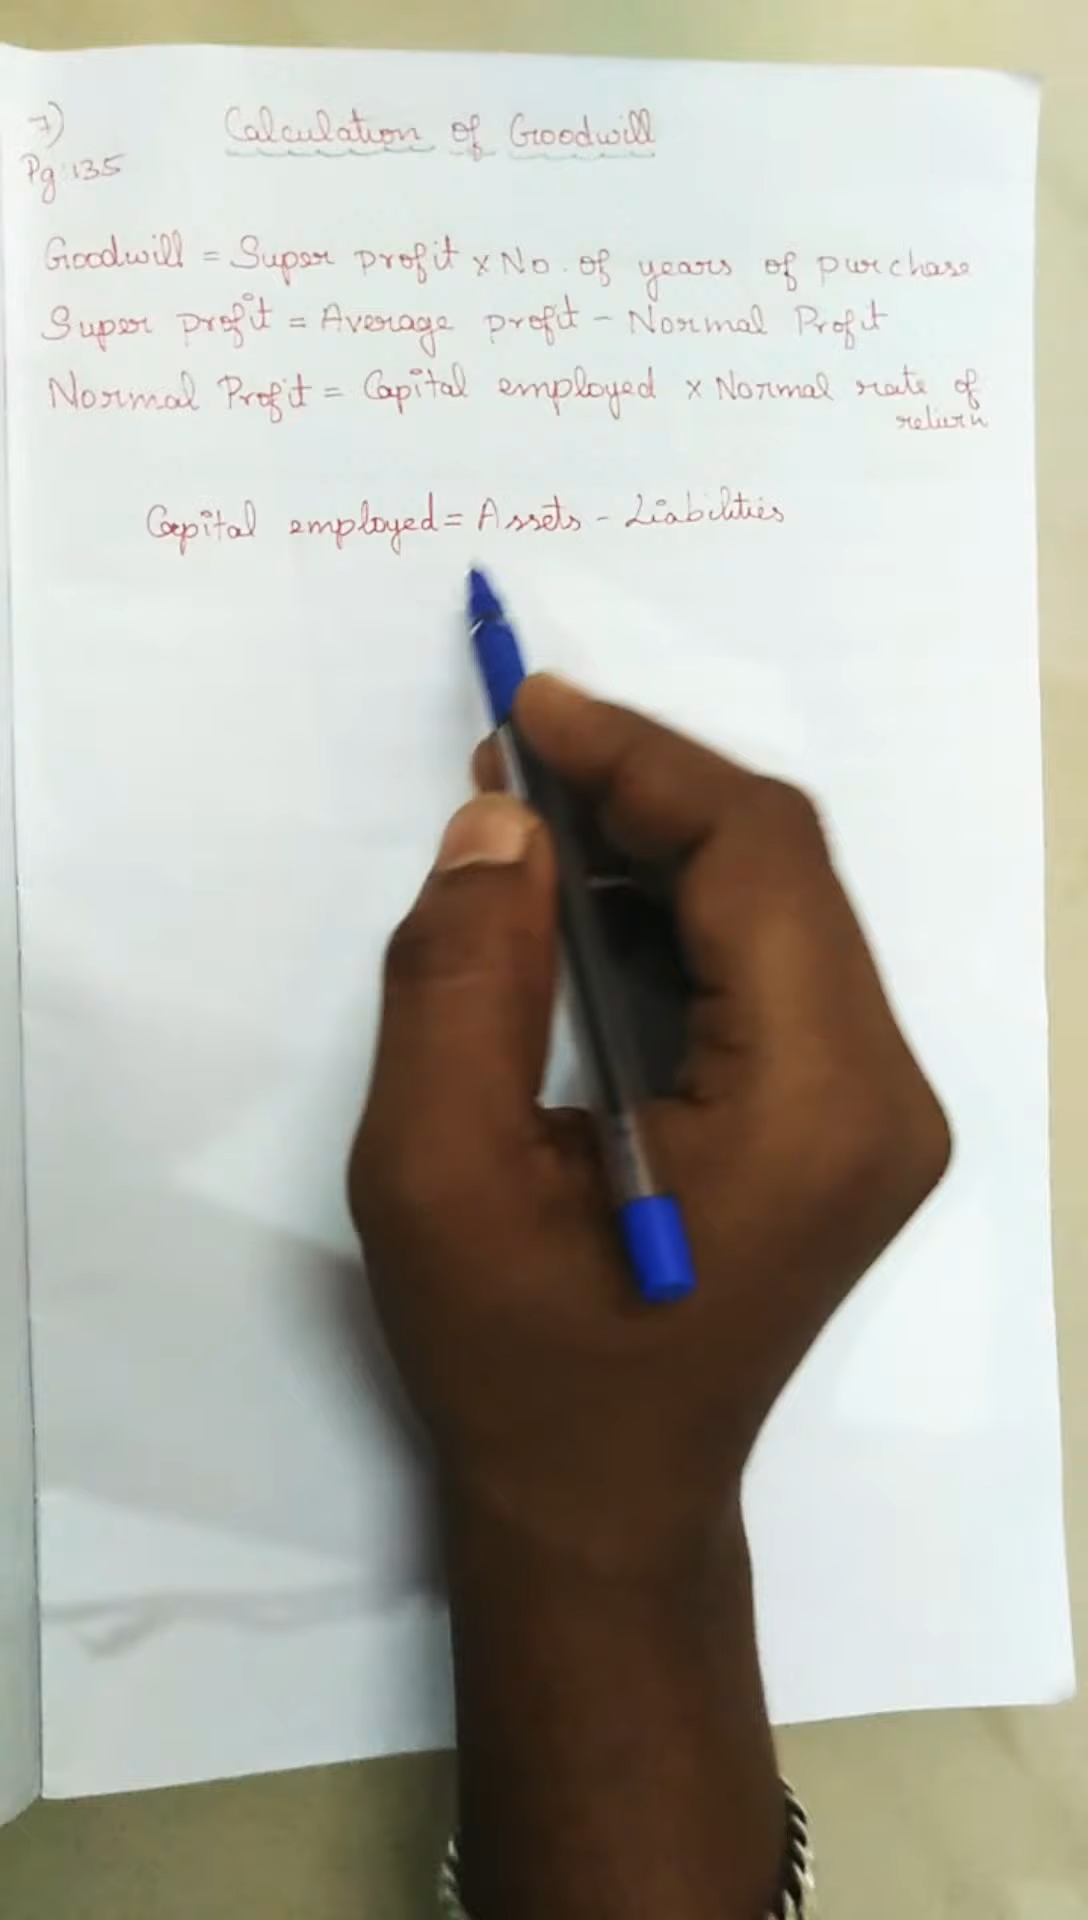 7)
Pg:135
Calculation of Goodwill
Goodwill = Super profit x No. of years of purchase
Super profit = Average profit - Normal Profit
Normal Profit = Capital employed x Normal rate of
return
Capital employed = Assets - Liabilities